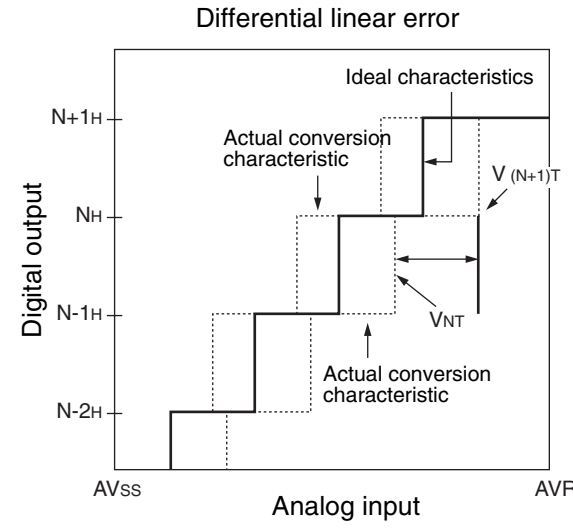 Differential linear error
Ideal characteristics
N+1H
Actual conversion
characteristic
V (N+1)T
NH
Digital output
N-1H
VNT
Actual conversion
characteristic
N-2H
AVSS
AVR
Analog input